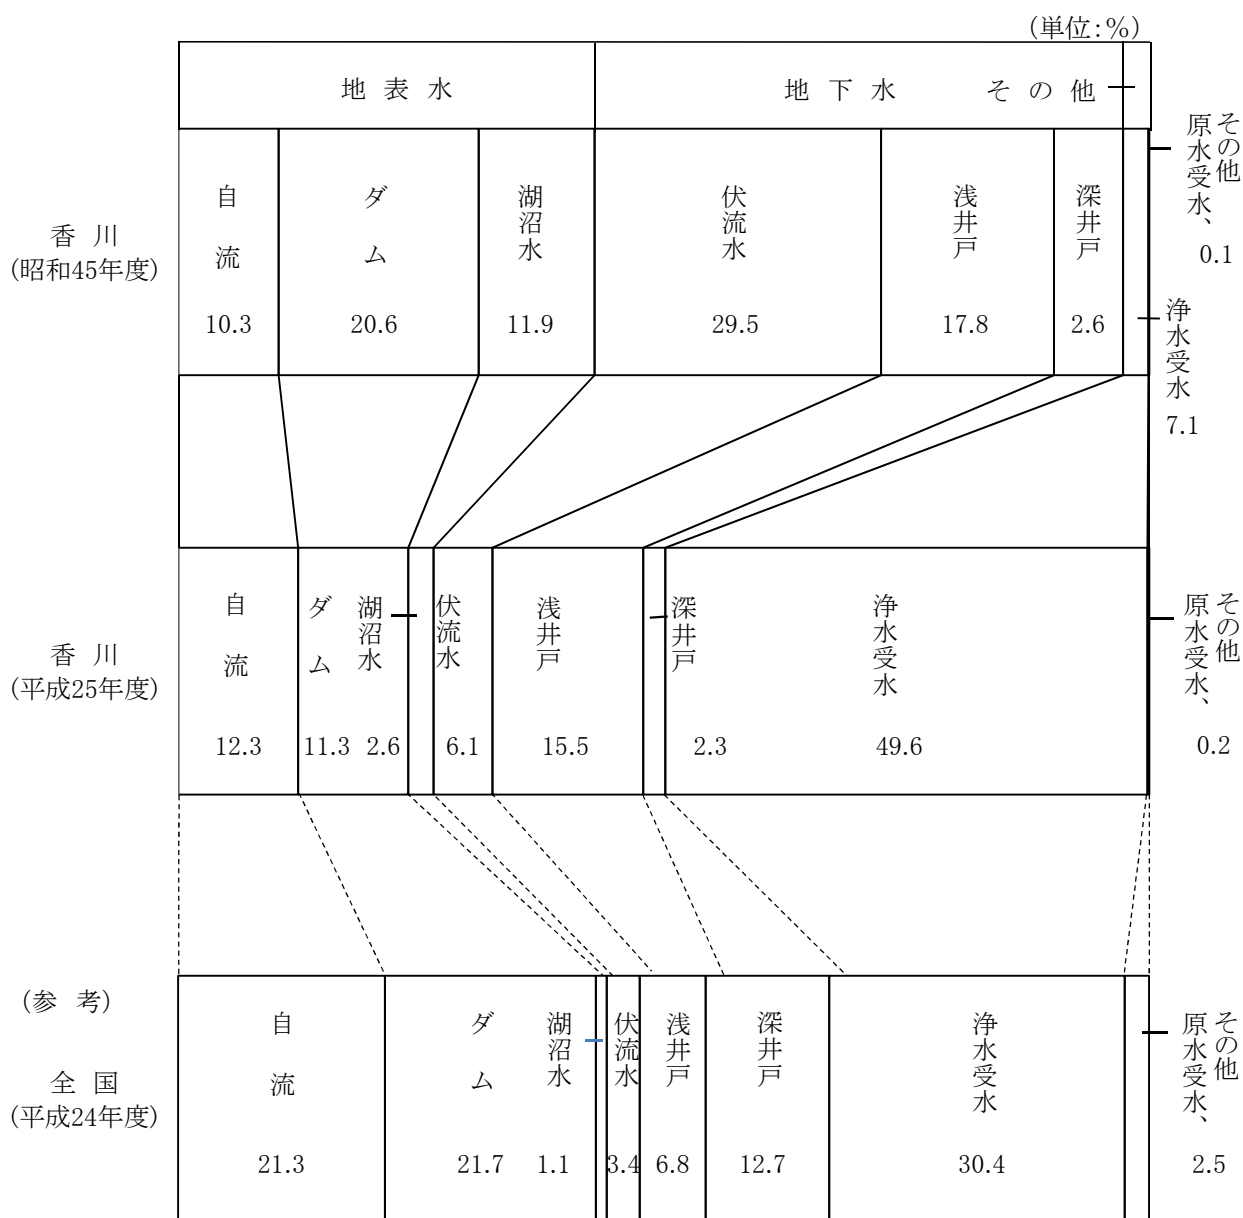 (単位:%)
地表水
地下水
その他
香川
(昭和45年度)
自流
10.3
ダム
20.6
湖沼水
11.9
伏流水
29.5
浅井戸
17.8
深井戸
2.6
浄水受水
7.1
その他
原水受水、
0.1
香川
(平成25年度)
自流
12.3
ダム
11.3
湖沼水
2.6
伏流水
6.1
浅井戸
15.5
深井戸
2.3
浄水受水
49.6
その他
原水受水、
0.2
(参考)
全国
(平成24年度)
自流
21.3
ダム
21.7
湖沼水
1.1
伏流水
3.4
浅井戸
6.8
深井戸
12.7
浄水受水
30.4
その他
原水受水、
2.5